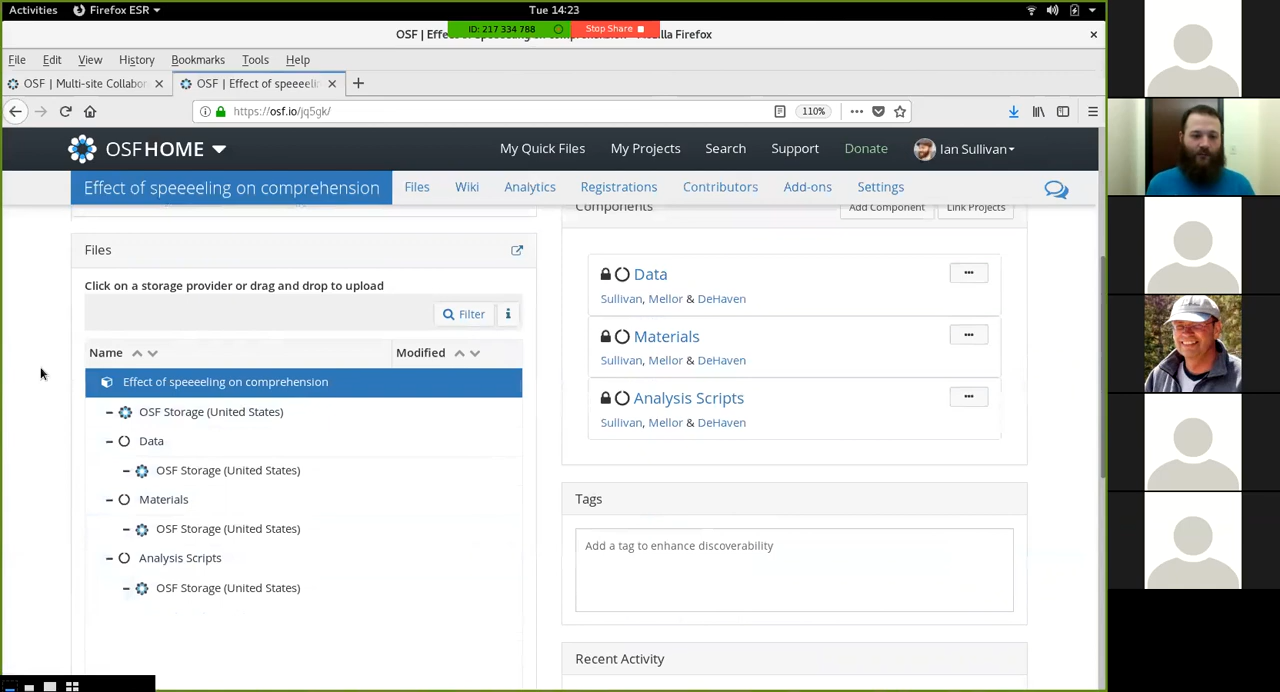 Activities Firefox ESR Tue 14:23
ID: 217 334 788 Stop Share
OSF | Effect of speeeeling on comprehension - Mozilla Firefox
File Edit View History Bookmarks Tools Help
OSF | Multi-site Collabor OSF | Effect of speeeeli
https://osf.io/jq5gk/ 110%
OSFHOME My Quick Files My Projects Search Support Donate Ian Sullivan
Effect of speeeeling on comprehension Files Wiki Analytics Registrations Contributors Add-ons Settings
Components Add Component Link Projects
Files
Click on a storage provider or drag and drop to upload
Filter i
Name Modified
Effect of speeeeling on comprehension
OSF Storage (United States)
Data
OSF Storage (United States)
Materials
OSF Storage (United States)
Analysis Scripts
OSF Storage (United States)
Data
Sullivan, Mellor & DeHaven
Materials
Sullivan, Mellor & DeHaven
Analysis Scripts
Sullivan, Mellor & DeHaven
Tags
Add a tag to enhance discoverability
Recent Activity